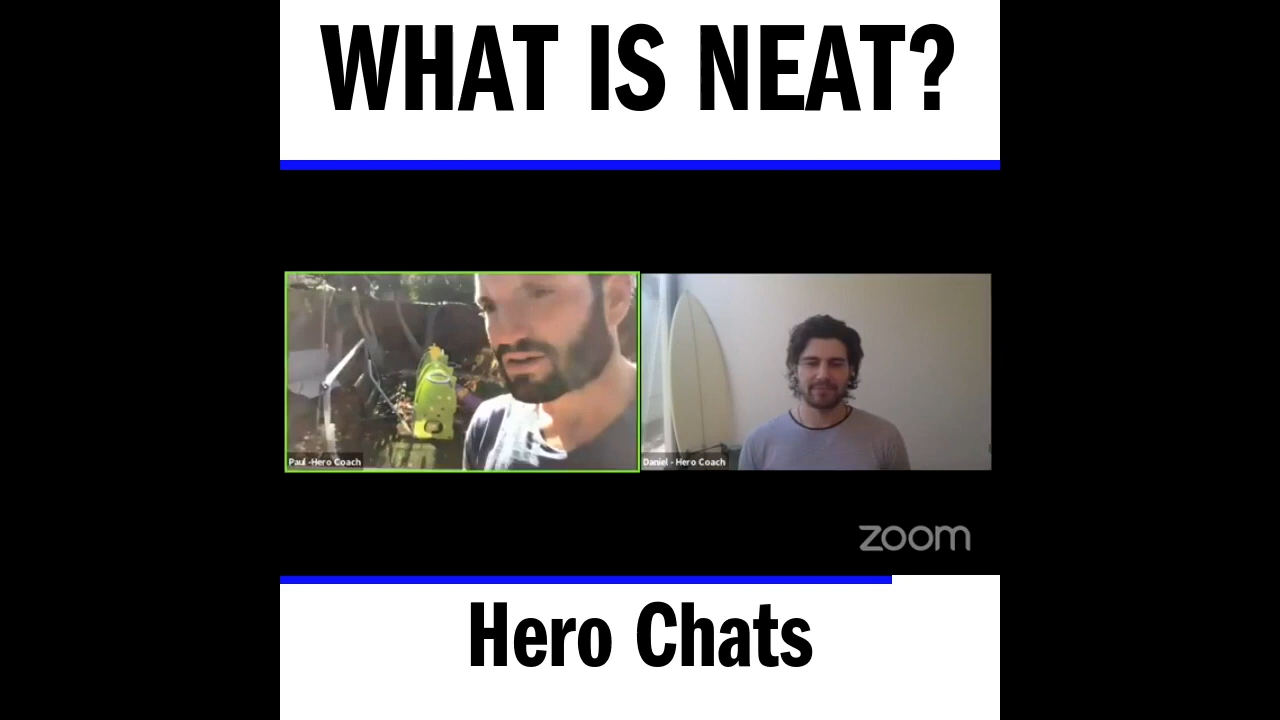 WHAT IS NEAT?
Paul -Hero Coach
Daniel - Hero Coach
zoom
Hero Chats